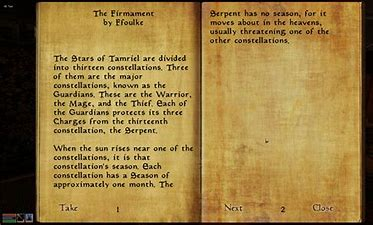 The Firmament
by Ffoulke
The Stars of Tamriel are divided
into thirteen constellations. Three
of them are the major
constellations, known as the
Guardians. These are the Warrior,
the Mage, and the Thief. Each of
the Guardians protects its three
Charges from the thirteenth
constellation, the Serpent.
When the sun rises near one of the
constellations, it is that
constellation's season. Each
constellation has a Season of
approximately one month. The
Take
1
Serpent has no season, for it
moves about in the heavens,
usually threatening one of the
other constellations.
Next
2
Close